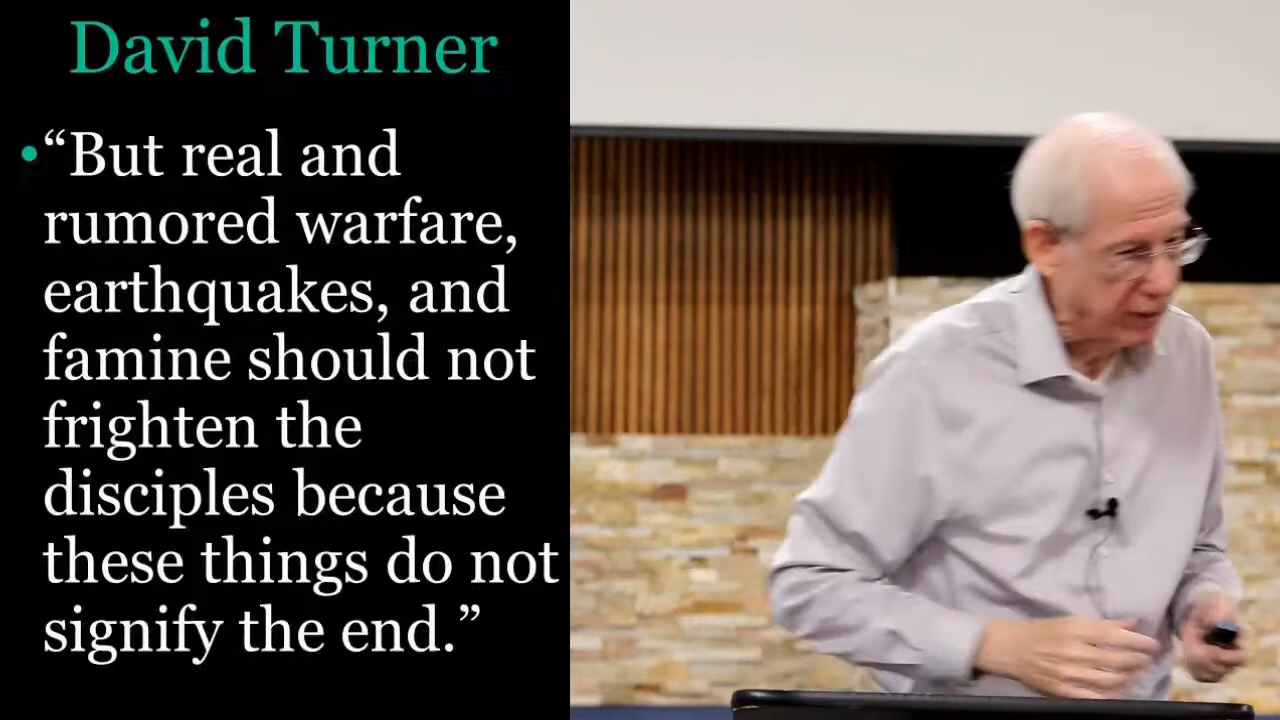 David Turner
•“But real and
rumored warfare,
earthquakes, and
famine should not
frighten the
disciples because
these things do not
signify the end.”